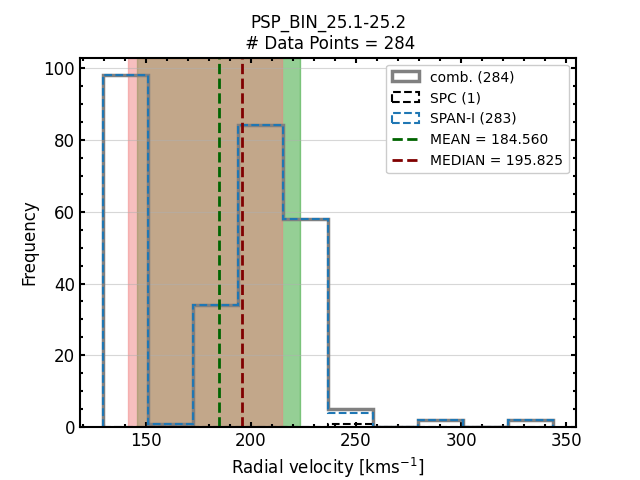 PSP_BIN_25.1-25.2
# Data Points = 284
comb. (284)
SPC (1)
SPAN-I (283)
MEAN = 184.560
MEDIAN = 195.825
Frequency
100
80
60
40
20
0
150 200 250 300 350
Radial velocity [kms⁻¹]